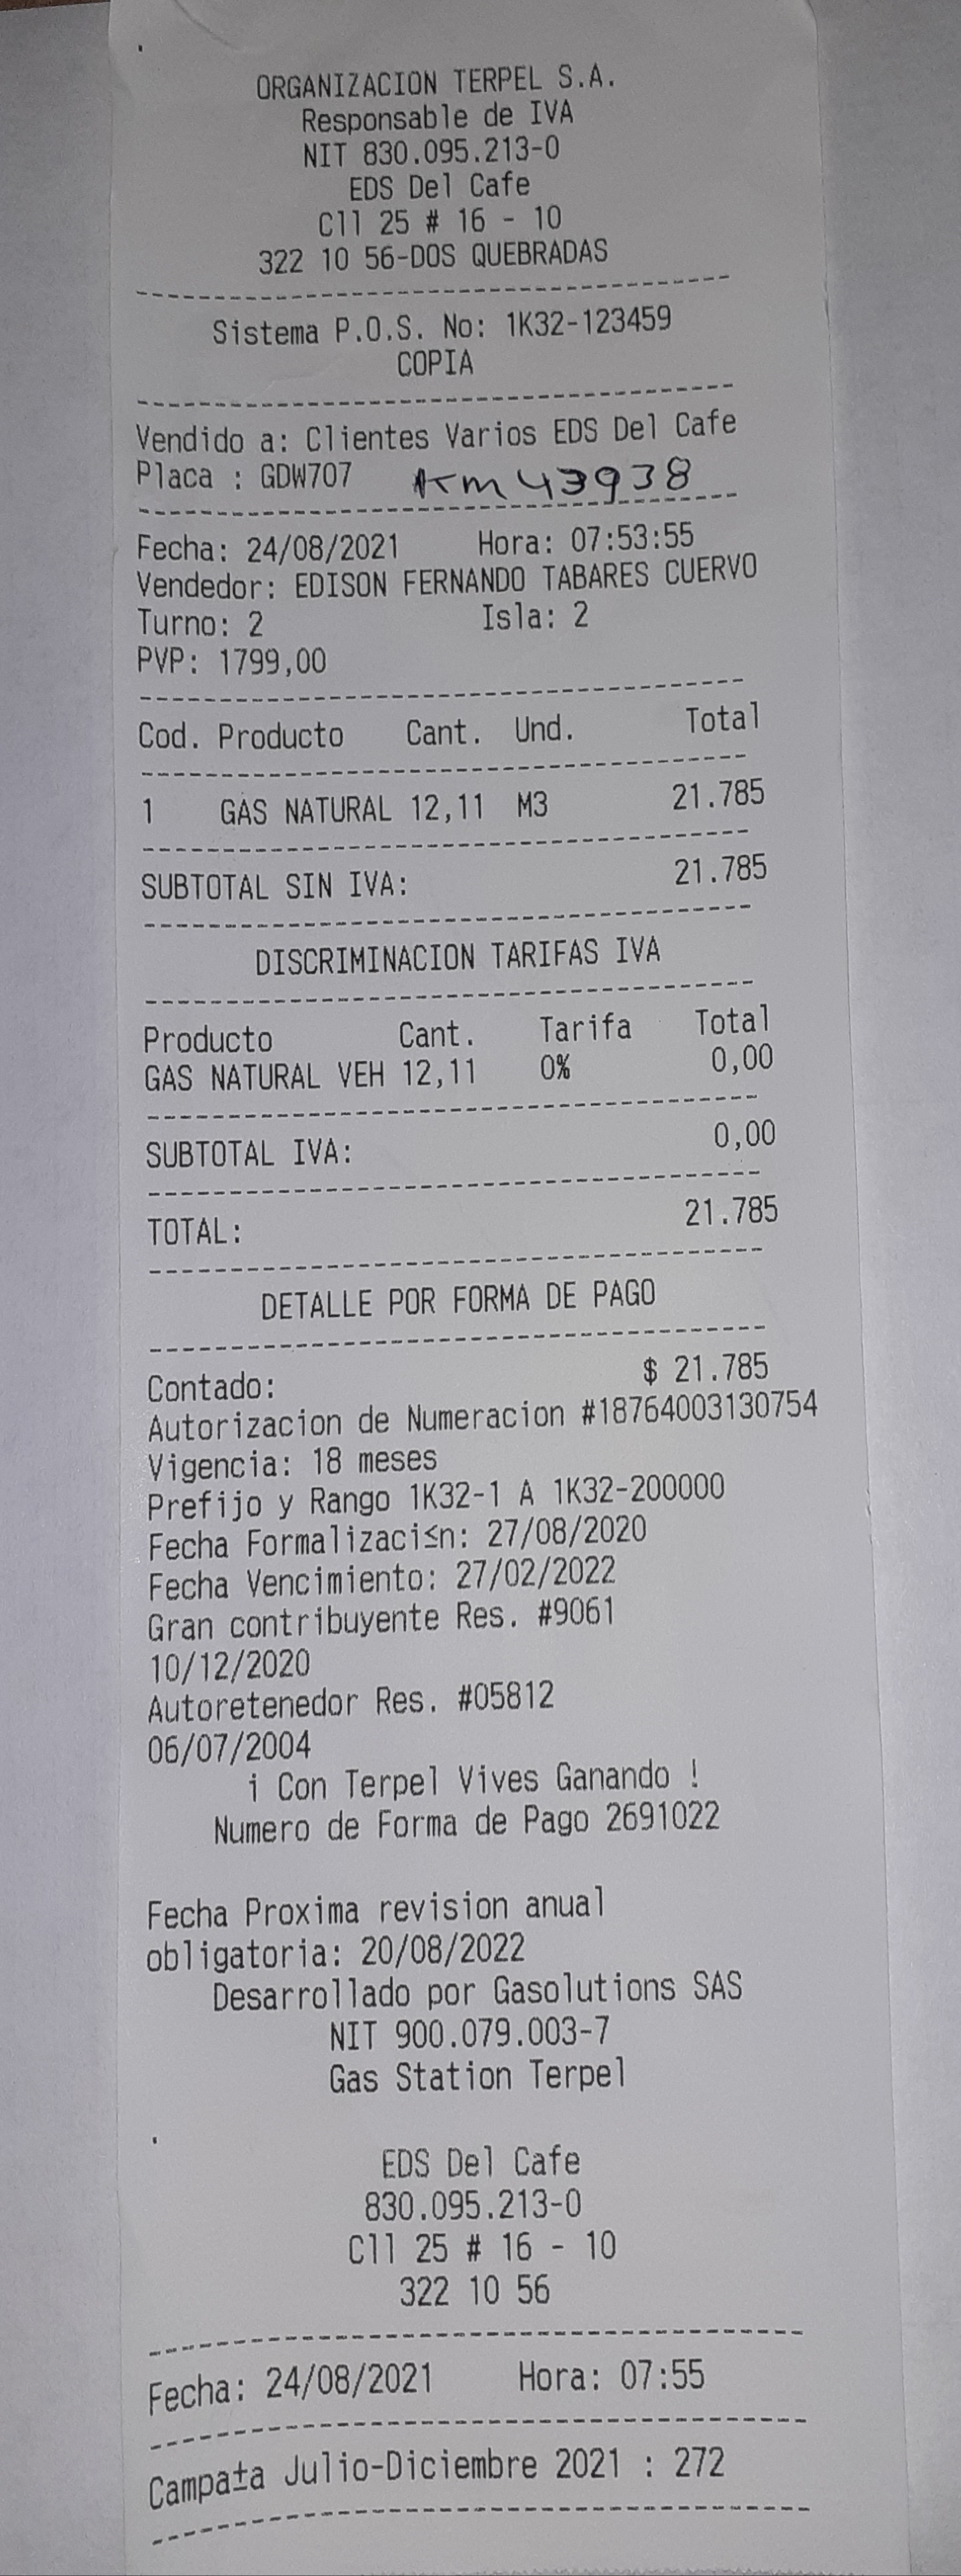 ORGANIZACION TERPEL S.A.
Responsable de IVA
NIT 830.095.213-0
EDS Del Cafe
Cll 25 # 16 - 10
322 10 56-DOS QUEBRADAS
Sistema P.O.S. No: 1K32-123459
COPIA
Vendido a: Clientes Varios EDS Del Cafe
Placa : GDW707 Km 43938
Fecha: 24/08/2021 Hora: 07:53:55
Vendedor: EDISON FERNANDO TABARES CUERVO
Turno: 2 Isla: 2
PVP: 1799,00
Cod. Producto Cant. Und. Total
1 GAS NATURAL 12,11 M3 21.785
SUBTOTAL SIN IVA: 21.785
DISCRIMINACION TARIFAS IVA
Producto Cant. Tarifa Total
GAS NATURAL VEH 12,11 0% 0,00
SUBTOTAL IVA: 0,00
TOTAL: 21.785
DETALLE POR FORMA DE PAGO
Contado: $ 21.785
Autorizacion de Numeracion #18764003130754
Vigencia: 18 meses
Prefijo y Rango 1K32-1 A 1K32-200000
Fecha Formalizaci≤n: 27/08/2020
Fecha Vencimiento: 27/02/2022
Gran contribuyente Res. #9061
10/12/2020
Autoretenedor Res. #05812
06/07/2004
¡ Con Terpel Vives Ganando !
Numero de Forma de Pago 2691022
Fecha Proxima revision anual
obligatoria: 20/08/2022
Desarrollado por Gasolutions SAS
NIT 900.079.003-7
Gas Station Terpel
EDS Del Cafe
830.095.213-0
Cll 25 # 16 - 10
322 10 56
Fecha: 24/08/2021 Hora: 07:55
Campa±a Julio-Diciembre 2021 : 272